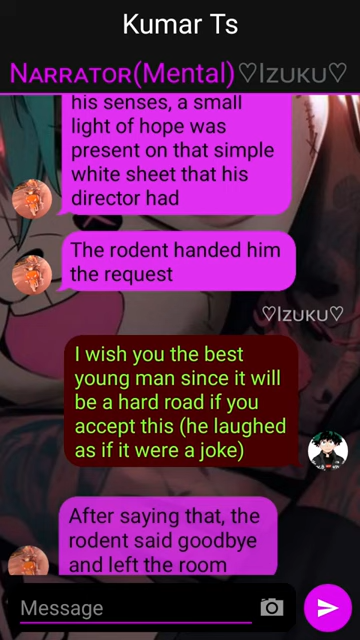 Kumar Ts
Narrator(Mental)♡Izuku♡
his senses, a small
light of hope was
present on that simple
white sheet that his
director had
The rodent handed him
the request
♡Izuku♡
I wish you the best
young man since it will
be a hard road if you
accept this (he laughed
as if it were a joke)
After saying that, the
rodent said goodbye
and left the room
Message